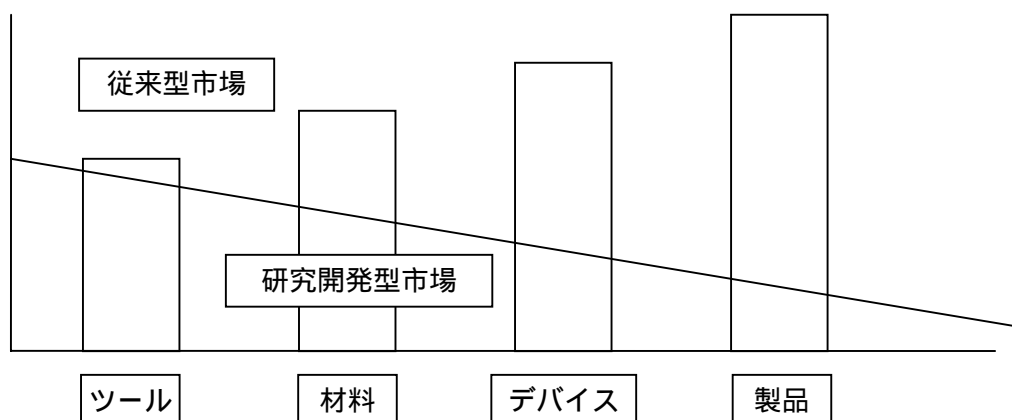 従来型市場
研究開発型市場
ツール
材料
デバイス
製品